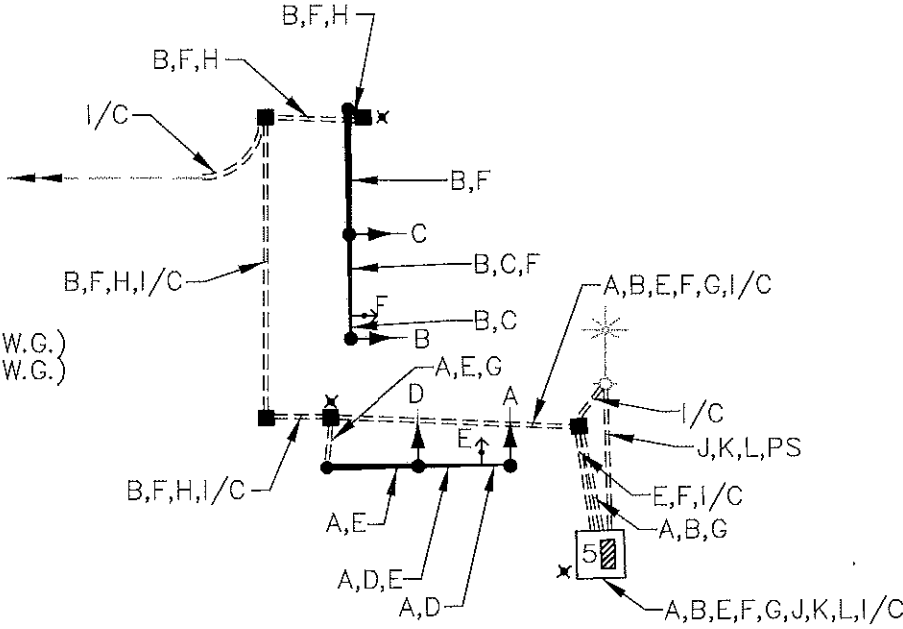 B,F,H
B,F,H
I/C
B,F
C
B,F,H,I/C
B,C,F
A,B,E,F,G,I/C
F
B,C
W.G.)
B
W.G.)
A,E,G
D
A
I/C
E
J,K,L,PS
B,F,H,I/C
E,F,I/C
A,E
A,B,G
5
A,D,E
A,D
A,B,E,F,G,J,K,L,I/C